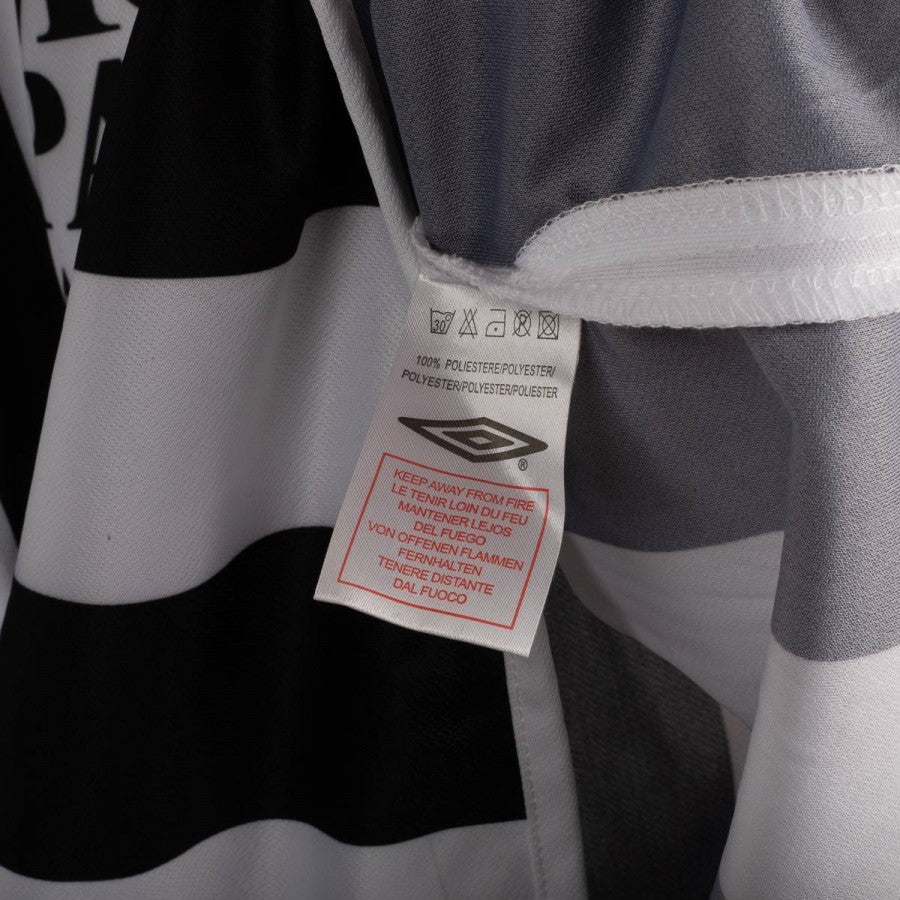 30°
100% POLIESTERE/POLYESTER/
POLYESTER/POLYESTER/POLIESTER
®
KEEP AWAY FROM FIRE
LE TENIR LOIN DU FEU
MANTENER LEJOS
DEL FUEGO
VON OFFENEN FLAMMEN
FERNHALTEN
TENERE DISTANTE
DAL FUOCO